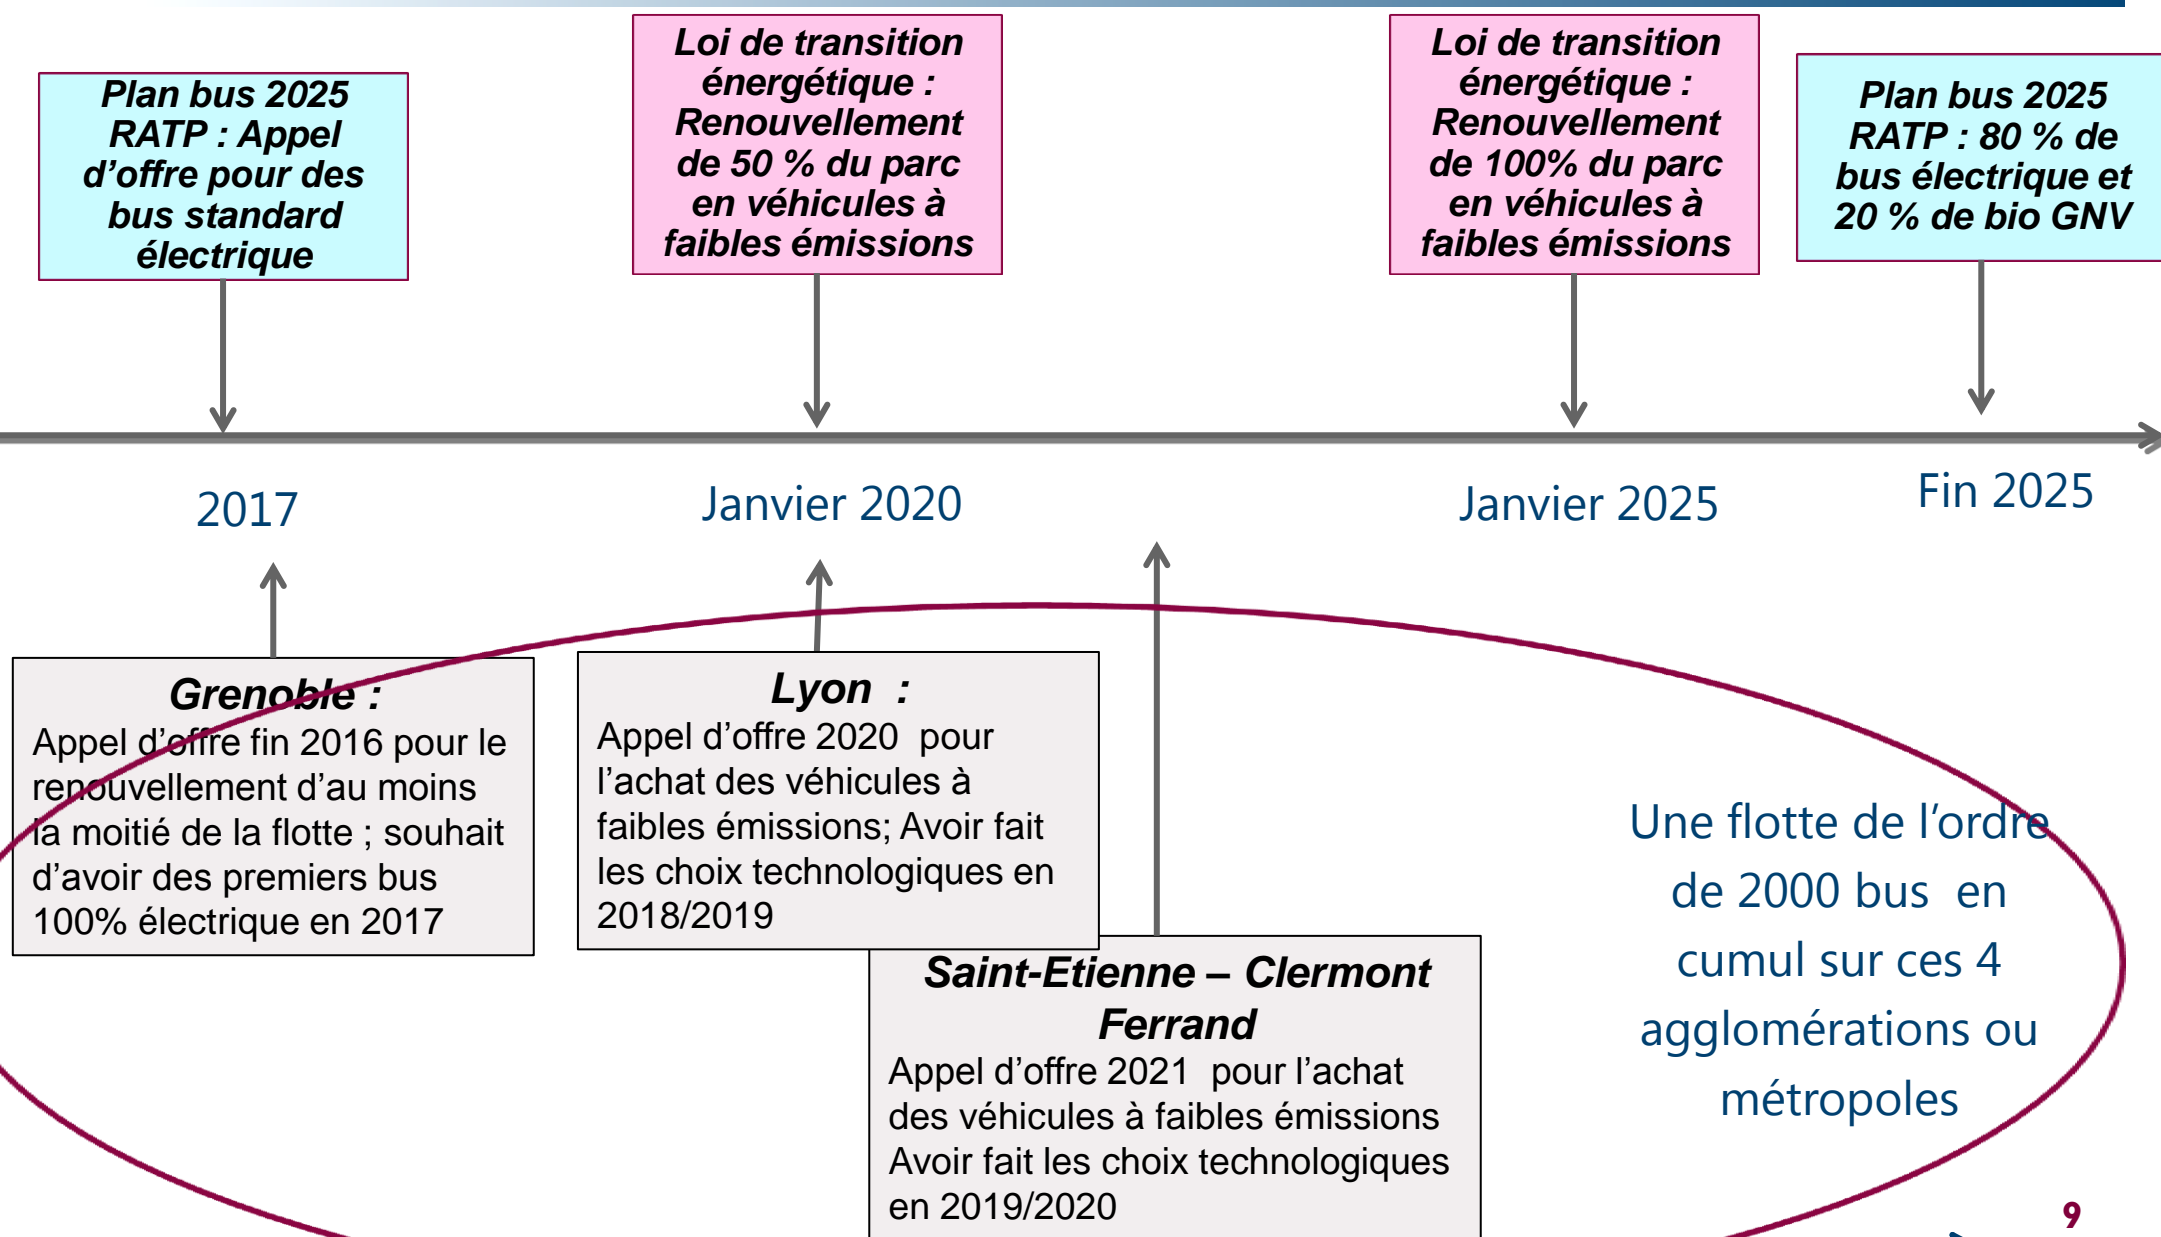 Plan bus 2025
RATP : Appel
d’offre pour des
bus standard
électrique
Loi de transition
énergétique :
Renouvellement
de 50 % du parc
en véhicules à
faibles émissions
Loi de transition
énergétique :
Renouvellement
de 100% du parc
en véhicules à
faibles émissions
Plan bus 2025
RATP : 80 % de
bus électrique et
20 % de bio GNV
2017
Janvier 2020
Janvier 2025
Fin 2025
Grenoble :
Appel d’offre fin 2016 pour le
renouvellement d’au moins
la moitié de la flotte ; souhait
d’avoir des premiers bus
100% électrique en 2017
Lyon :
Appel d’offre 2020 pour
l’achat des véhicules à
faibles émissions; Avoir fait
les choix technologiques en
2018/2019
Saint-Etienne – Clermont
Ferrand
Appel d’offre 2021 pour l’achat
des véhicules à faibles émissions
Avoir fait les choix technologiques
en 2019/2020
Une flotte de l’ordre
de 2000 bus en
cumul sur ces 4
agglomérations ou
métropoles
9